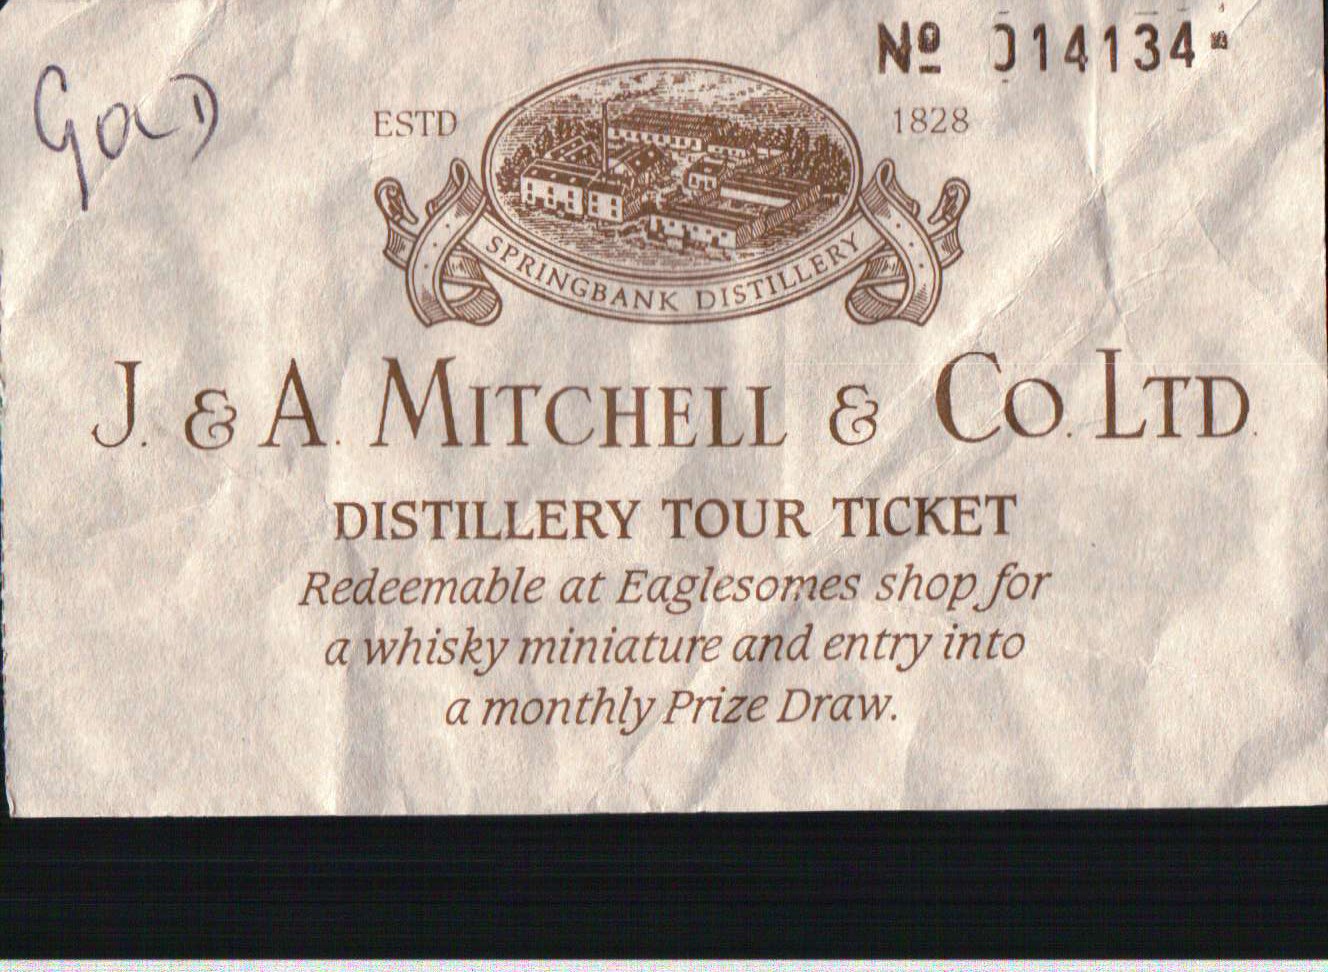 GOLD
Nº 014134
ESTD 1828
SPRINGBANK DISTILLERY
J. & A. MITCHELL & CO. LTD.
DISTILLERY TOUR TICKET
Redeemable at Eaglesomes shop for
a whisky miniature and entry into
a monthly Prize Draw.